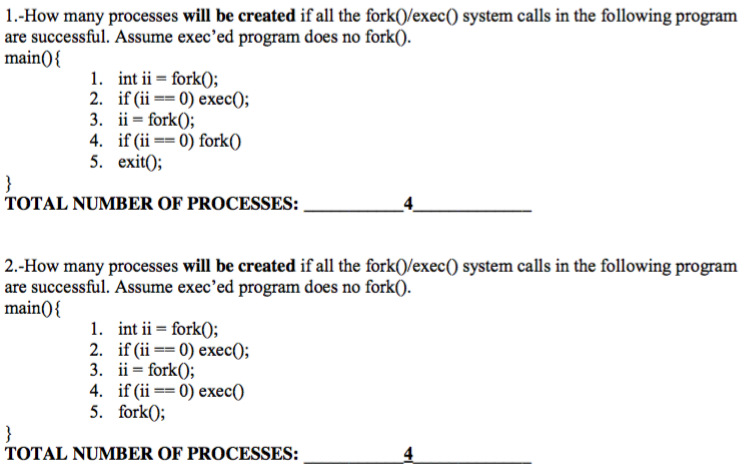 1.-How many processes will be created if all the fork()/exec() system calls in the following program
are successful. Assume exec'ed program does no fork().
main(){
1. int ii = fork();
2. if (ii == 0) exec();
3. ii = fork();
4. if (ii == 0) fork()
5. exit();
}
TOTAL NUMBER OF PROCESSES: ____________4______________
2.-How many processes will be created if all the fork()/exec() system calls in the following program
are successful. Assume exec'ed program does no fork().
main(){
1. int ii = fork();
2. if (ii == 0) exec();
3. ii = fork();
4. if (ii == 0) exec()
5. fork();
}
TOTAL NUMBER OF PROCESSES: ____________4______________